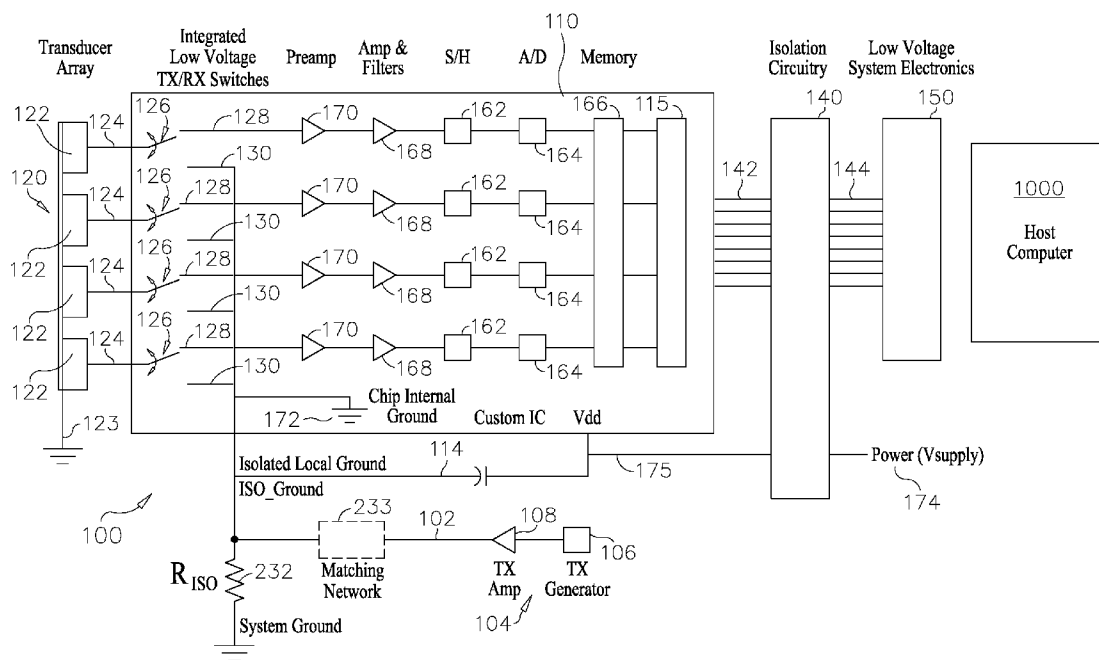 Transducer
Array
Integrated
Low Voltage
TX/RX Switches
Preamp
Amp &
Filters
S/H
A/D
Memory
110
Isolation
Circuitry
Low Voltage
System Electronics
122
124
126
128
170
168
162
164
166
115
140
150
120
130
124
126
128
170
168
162
164
142
144
1000
Host
Computer
122
130
124
126
128
170
168
162
164
122
130
124
126
128
170
168
162
164
122
130
123
172
Chip Internal
Ground
Custom IC
Vdd
Isolated Local Ground
114
175
Power (Vsupply)
174
ISO_Ground
100
233
102
108
106
RISO
232
Matching
Network
TX
Amp
TX
Generator
104
System Ground